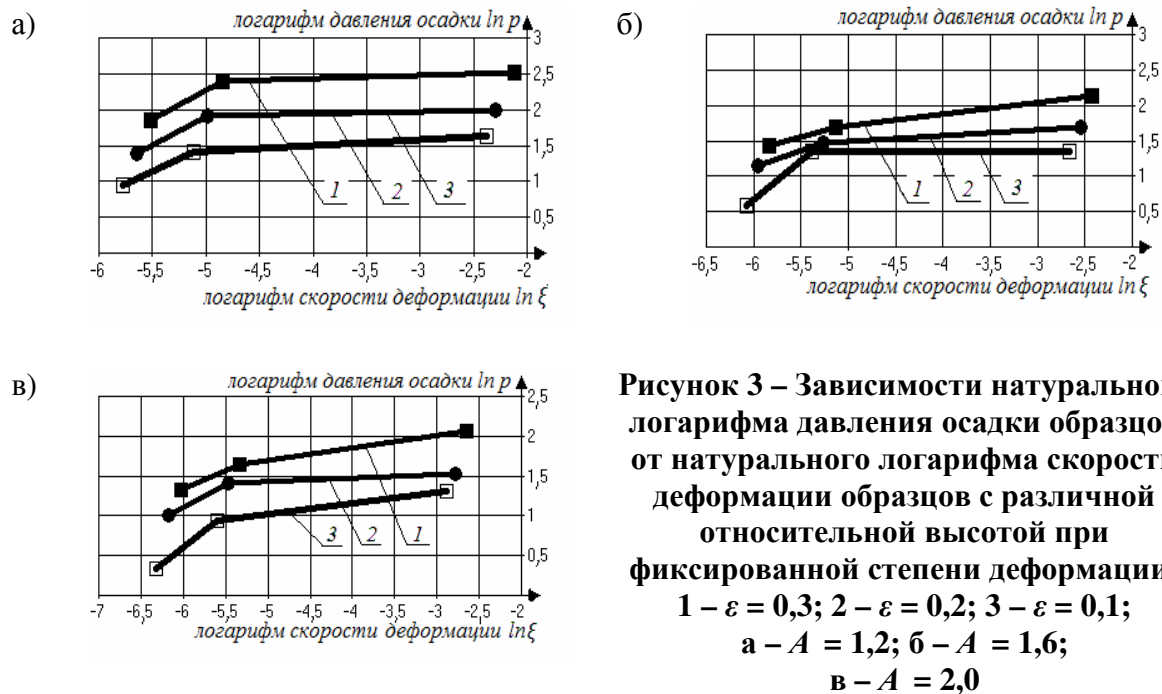 а)
логарифм давления осадки ln p
3
2,5
2
1,5
1
0,5
1 2 3
-6 -5,5 -5 -4,5 -4 -3,5 -3 -2,5 -2
логарифм скорости деформации ln ξ
б)
логарифм давления осадки ln p
3
2,5
2
1,5
1
0,5
1 2 3
-6,5 -6 -5,5 -5 -4,5 -4 -3,5 -3 -2,5 -2
логарифм скорости деформации ln ξ
в)
логарифм давления осадки ln p
2,5
2
1,5
1
0,5
3 2 1
-7 -6,5 -6 -5,5 -5 -4,5 -4 -3,5 -3 -2,5 -2
логарифм скорости деформации lnξ
Рисунок 3 – Зависимости натурально
логарифма давления осадки образцо
от натурального логарифма скорост
деформации образцов с различной
относительной высотой при
фиксированной степени деформации
1 – ε = 0,3; 2 – ε = 0,2; 3 – ε = 0,1;
а – A = 1,2; б – A = 1,6;
в – A = 2,0